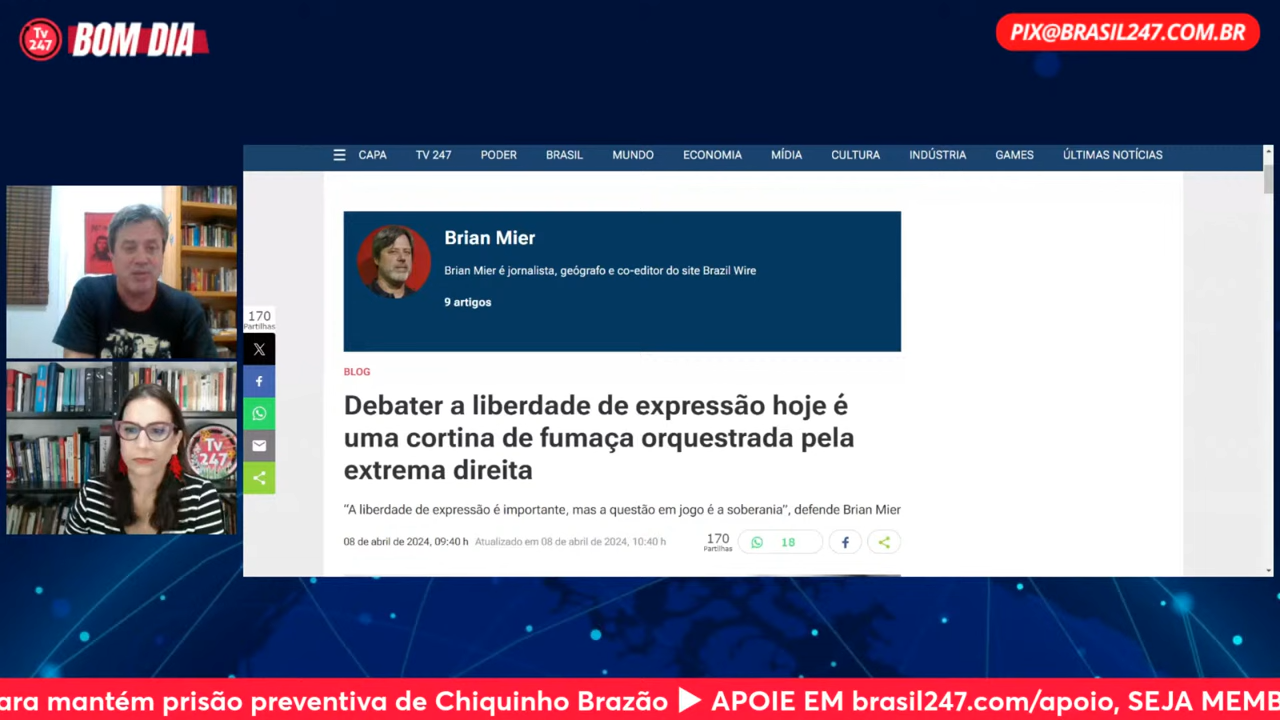 Tv 247 BOM DIA
PIX@BRASIL247.COM.BR
CAPA TV 247 PODER BRASIL MUNDO ECONOMIA MÍDIA CULTURA INDÚSTRIA GAMES ÚLTIMAS NOTÍCIAS
Brian Mier
Brian Mier é jornalista, geógrafo e co-editor do site Brazil Wire
9 artigos
170
Partilhas
BLOG
Debater a liberdade de expressão hoje é
uma cortina de fumaça orquestrada pela
extrema direita
“A liberdade de expressão é importante, mas a questão em jogo é a soberania”, defende Brian Mier
08 de abril de 2024, 09:40 h Atualizado em 08 de abril de 2024, 10:40 h
170
Partilhas
18
Tv
247
ara mantém prisão preventiva de Chiquinho Brazão ▶ APOIE EM brasil247.com/apoio, SEJA MEMB